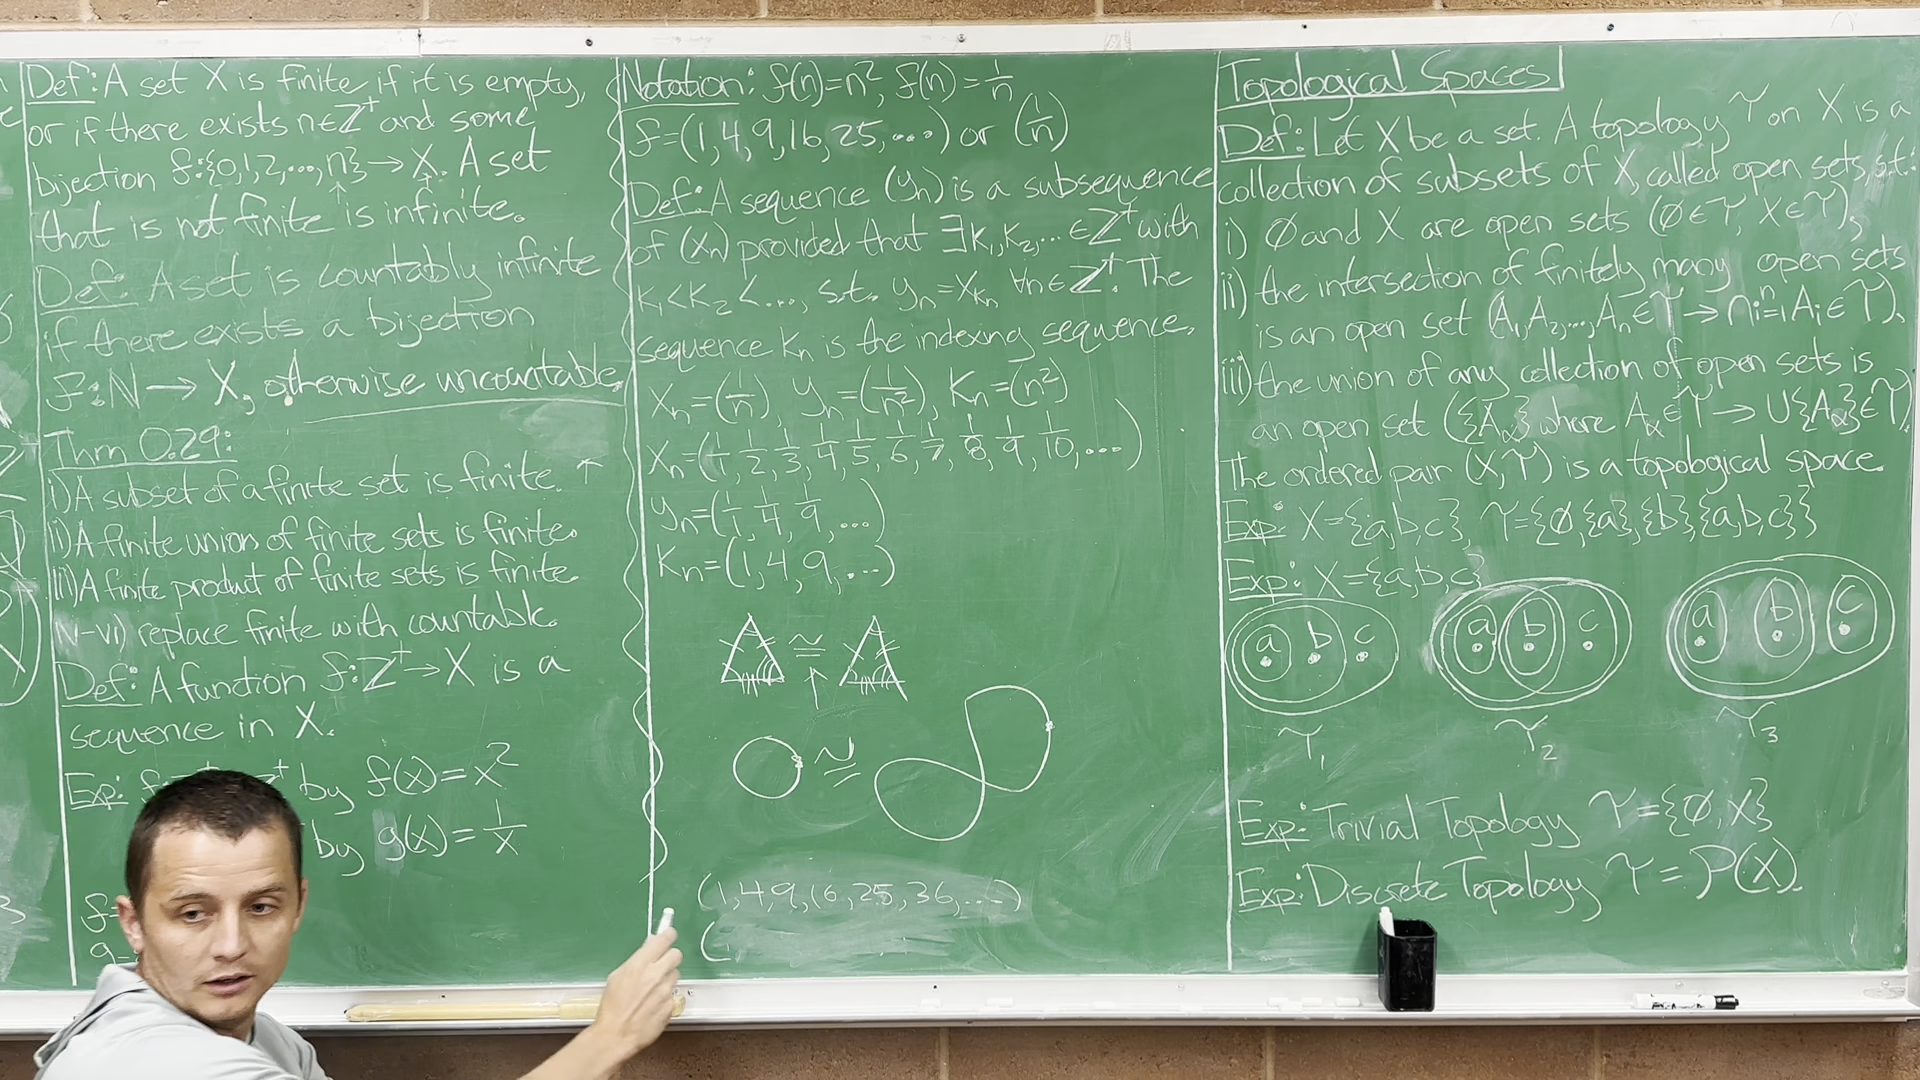 Def: A set X is finite if it is empty,
or if there exists n∈Z⁺ and some
bijection f:{0,1,2,...,n}→X. A set
that is not finite is infinite.
Def: A set is countably infinite
if there exists a bijection
f:N→X, otherwise uncountable.
Thm 0.29:
i) A subset of a finite set is finite.
ii) A finite union of finite sets is finite.
iii) A finite product of finite sets is finite.
iv-vi) replace finite with countable.
Def: A function f:Z⁺→X is a
sequence in X.
Exp: by f(x)=x²
by g(x)=1/x
f=
g=
Notation: f(n)=n², f(n)=1/n
f=(1,4,9,16,25,...) or (1/n)
Def: A sequence (yₙ) is a subsequence
of (xₙ) provided that ∃k₁,k₂,...∈Z⁺ with
k₁<k₂<..., s.t. yₙ=x_kₙ ∀n∈Z⁺. The
sequence kₙ is the indexing sequence.
xₙ=(1/n), yₙ=(1/n²), kₙ=(n²)
xₙ=(1/1,1/2,1/3,1/4,1/5,1/6,1/7,1/8,1/9,1/10,...)
yₙ=(1/1,1/4,1/9,...)
kₙ=(1,4,9,...)
≅
≅
(1,4,9,16,25,36,...)
(
Topological Spaces
Def: Let X be a set. A topology 𝒯 on X is a
collection of subsets of X, called open sets, s.t.:
i) ∅ and X are open sets (∅∈𝒯, X∈𝒯),
ii) the intersection of finitely many open sets
is an open set (A₁,A₂,...,Aₙ∈𝒯→∩ᵢ₌₁ⁿAᵢ∈𝒯),
iii) the union of any collection of open sets is
an open set ({A_α} where A_α∈𝒯→∪{A_α}∈𝒯).
The ordered pair (X,𝒯) is a topological space.
Exp: X={a,b,c}, 𝒯={∅,{a},{b},{a,b,c}}
Exp: X={a,b,c}
a b c a b c a b c
𝒯₁ 𝒯₂ 𝒯₃
Exp: Trivial Topology 𝒯={∅,X}
Exp: Discrete Topology 𝒯=P(X).